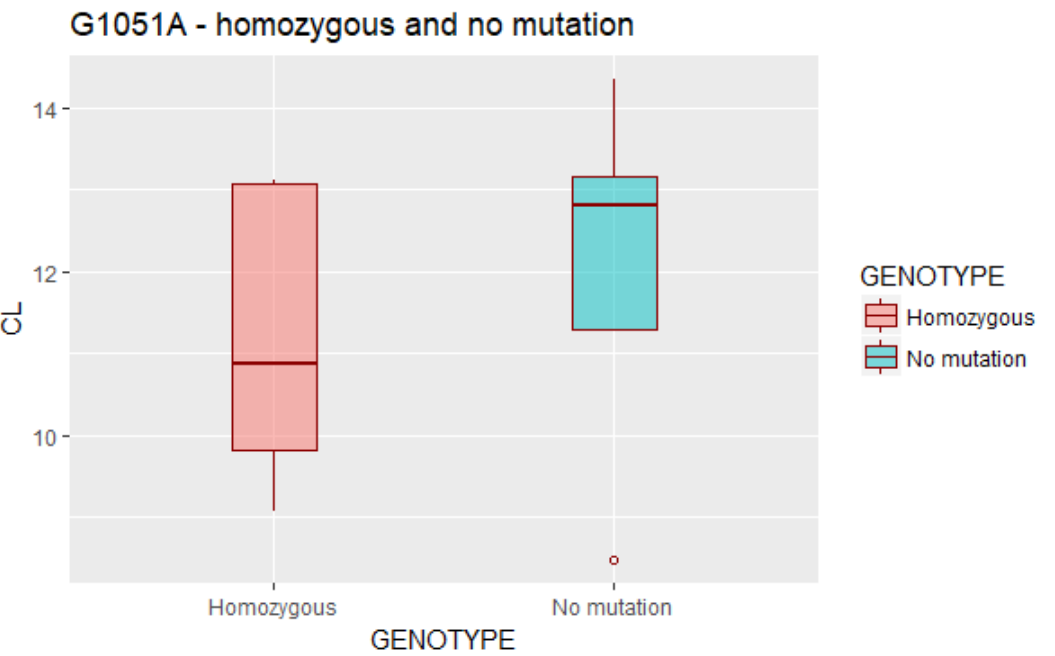 G1051A - homozygous and no mutation
14
12
10
CL
Homozygous
No mutation
GENOTYPE
GENOTYPE
Homozygous
No mutation